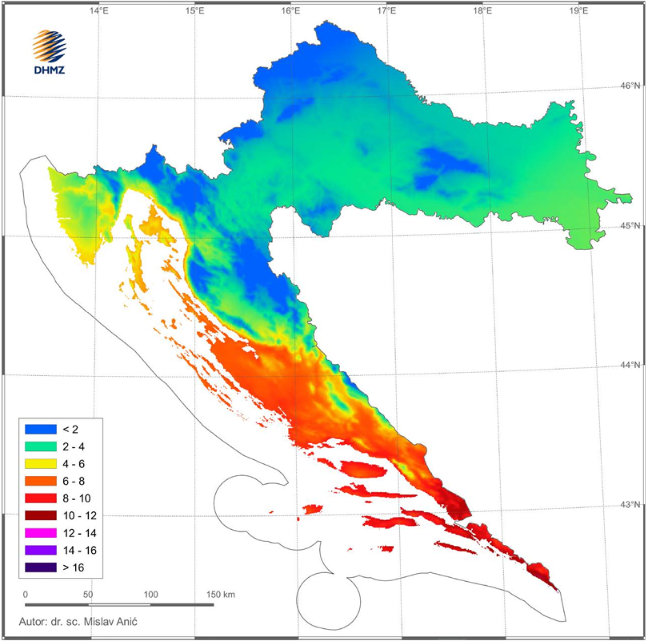 14°E 15°E 16°E 17°E 18°E 19°E
DHMZ
46°N
45°N
44°N
43°N
< 2
2 - 4
4 - 6
6 - 8
8 - 10
10 - 12
12 - 14
14 - 16
> 16
0 50 100 150 km
Autor: dr. sc. Mislav Anić